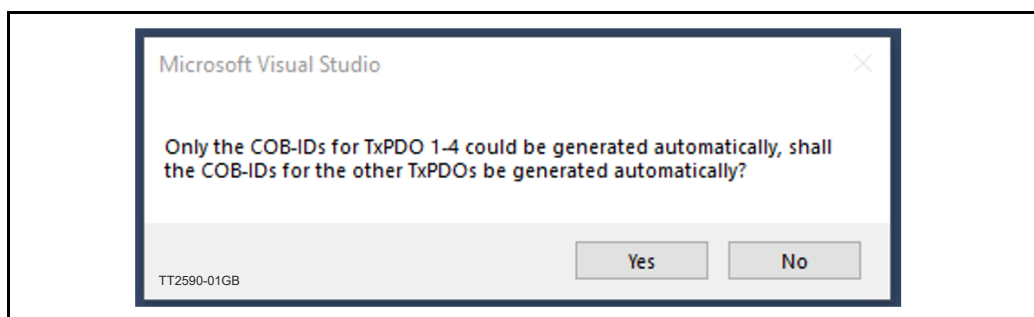 Microsoft Visual Studio
Only the COB-IDs for TxPDO 1-4 could be generated automatically, shall
the COB-IDs for the other TxPDOs be generated automatically?
Yes No
TT2590-01GB